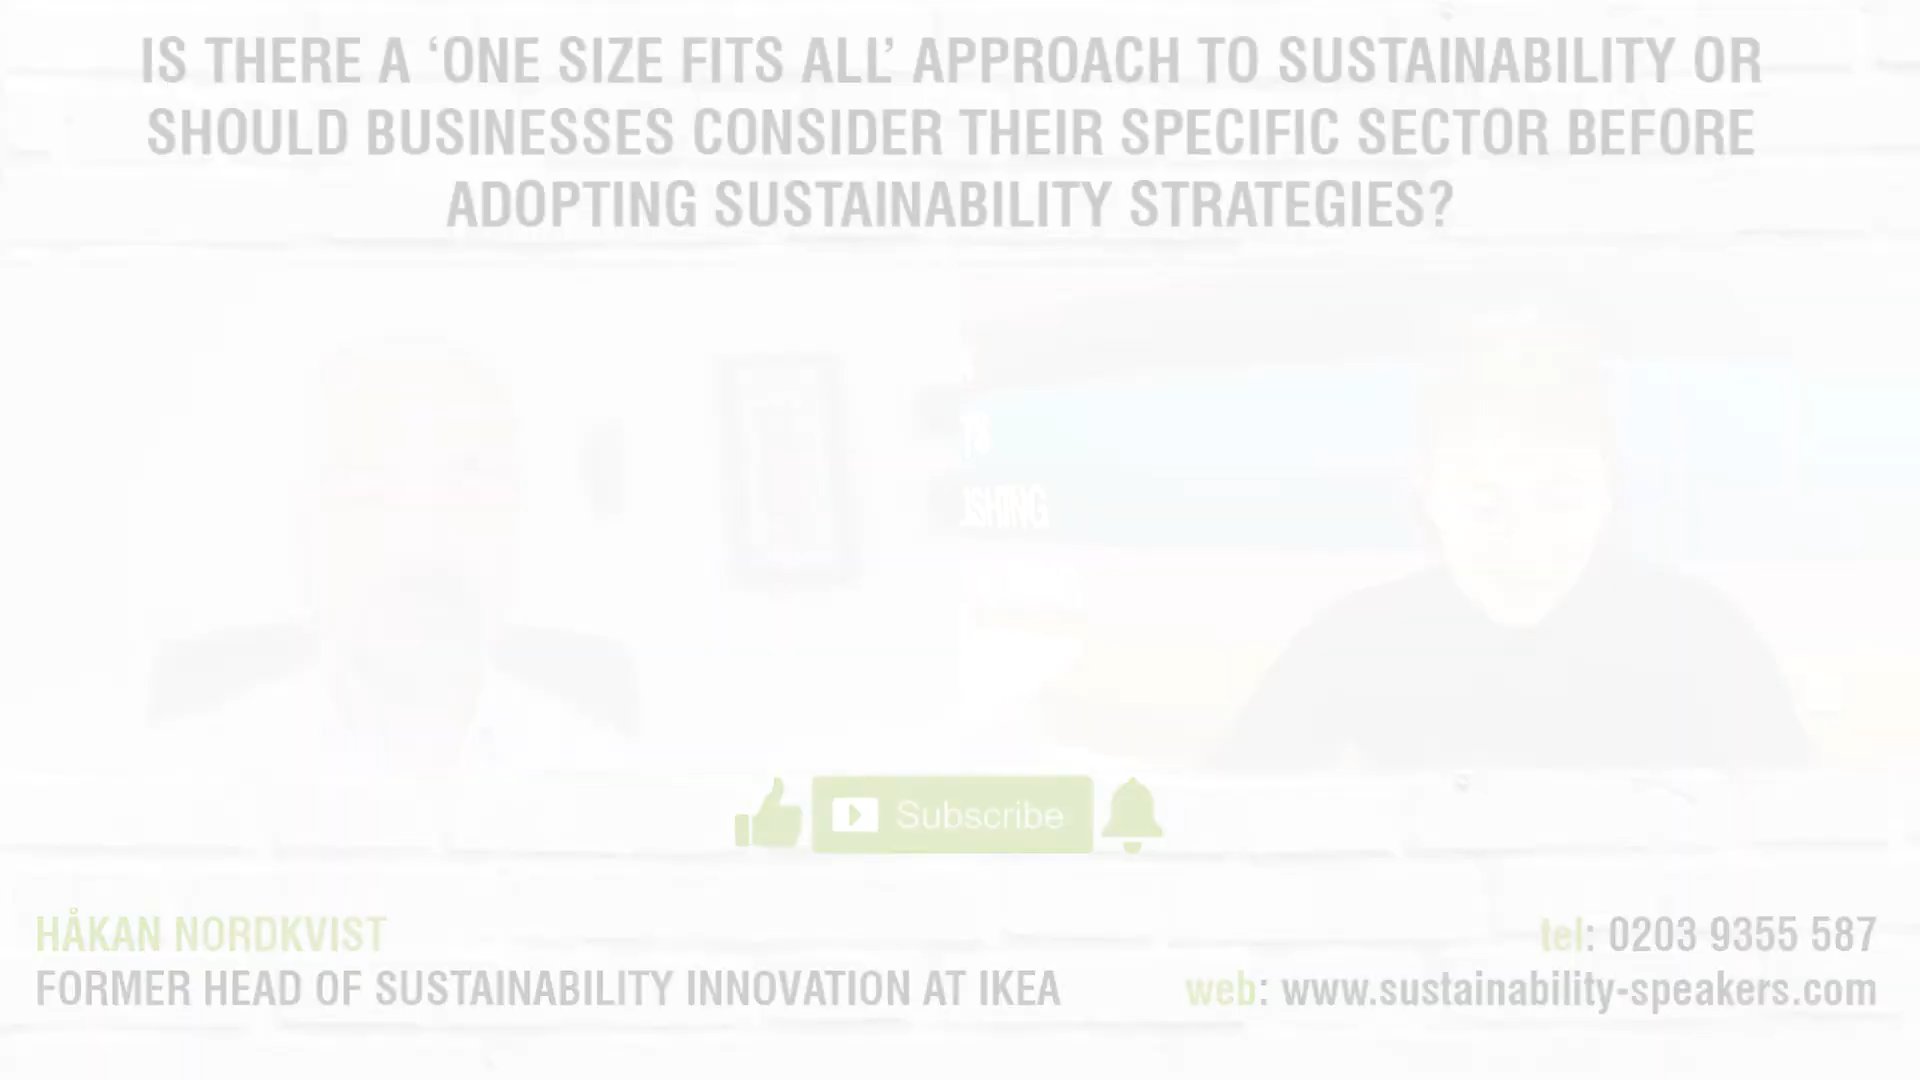 IS THERE A ‘ONE SIZE FITS ALL’ APPROACH TO SUSTAINABILITY OR
SHOULD BUSINESSES CONSIDER THEIR SPECIFIC SECTOR BEFORE
ADOPTING SUSTAINABILITY STRATEGIES?
Subscribe
HÅKAN NORDKVIST
FORMER HEAD OF SUSTAINABILITY INNOVATION AT IKEA
tel: 0203 9355 587
web: www.sustainability-speakers.com